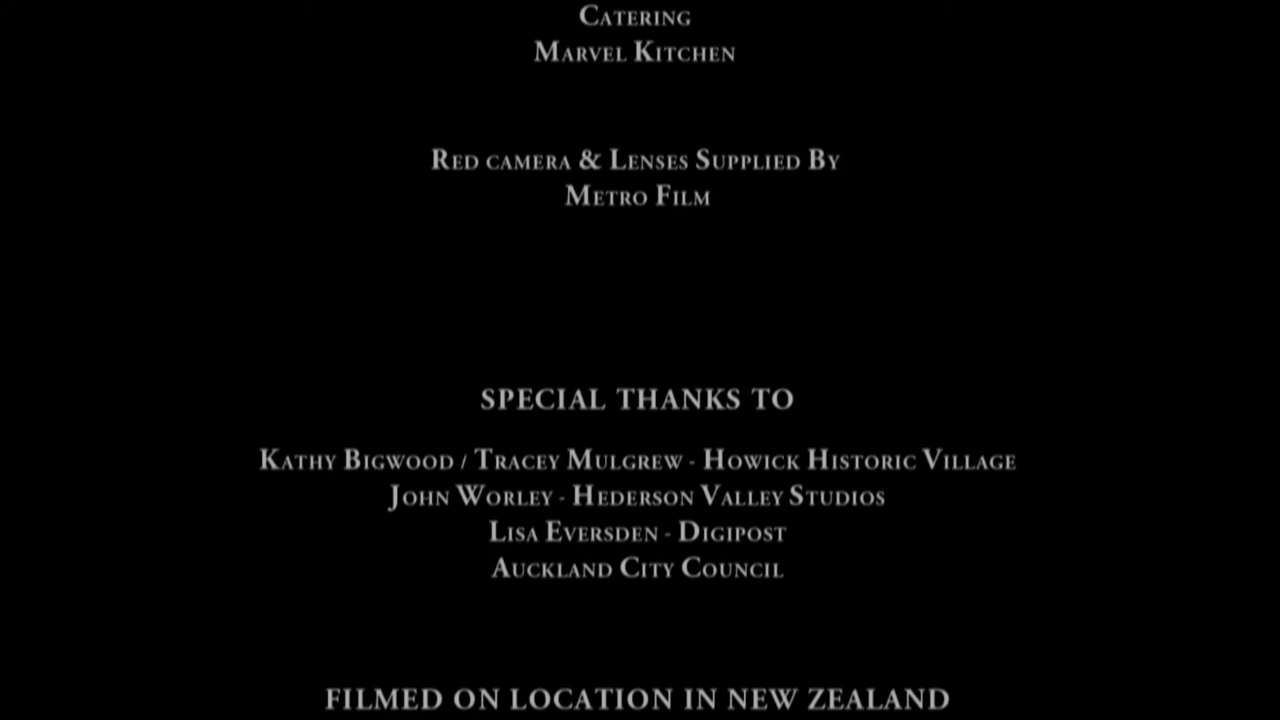 Catering
Marvel Kitchen
Red camera & Lenses Supplied By
Metro Film
SPECIAL THANKS TO
Kathy Bigwood / Tracey Mulgrew - Howick Historic Village
John Worley - Hederson Valley Studios
Lisa Eversden - Digipost
Auckland City Council
FILMED ON LOCATION IN NEW ZEALAND